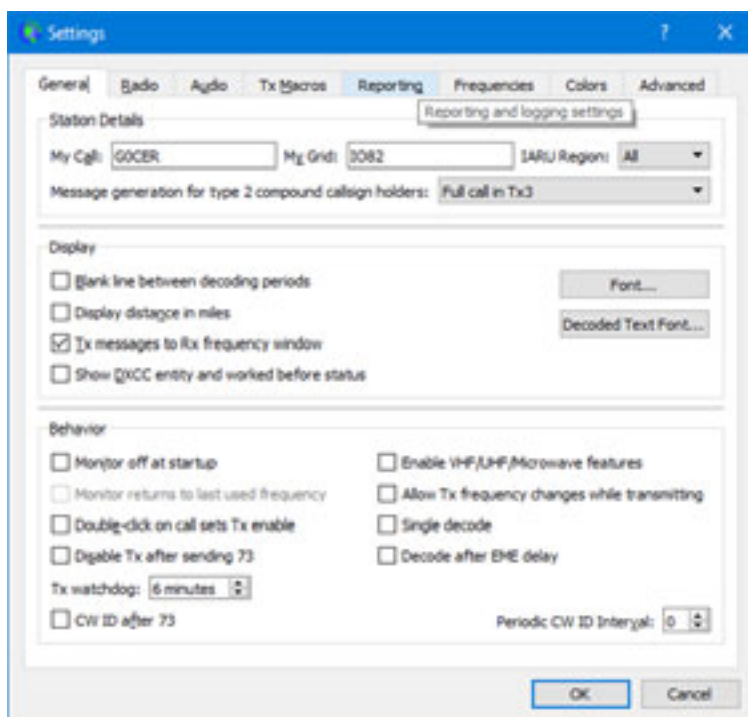 Settings
General Radio Audio Tx Macros Reporting Frequencies Colors Advanced
Reporting and logging settings
Station Details
My Call: G0CER My Grid: IO82 IARU Region: All
Message generation for type 2 compound callsign holders: Full call in Tx3
Display
Blank line between decoding periods
Font...
Display distance in miles
Decoded Text Font...
Tx messages to Rx frequency window
Show DXCC entity and worked before status
Behavior
Monitor off at startup Enable VHF/UHF/Microwave features
Monitor returns to last used frequency Allow Tx frequency changes while transmitting
Double-click on call sets Tx enable Single decode
Disable Tx after sending 73 Decode after EME delay
Tx watchdog: 6 minutes
CW ID after 73 Periodic CW ID Interval: 0
OK Cancel